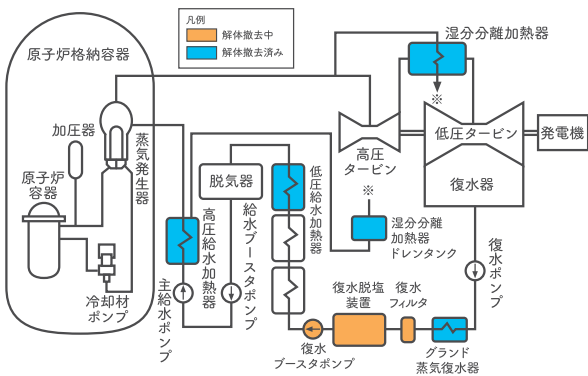 凡例
解体撤去中
解体撤去済み
原子炉格納容器
湿分分離加熱器
※
加圧器
蒸気発生器
原子炉
容器
冷却材
ポンプ
高圧
タービン
低圧タービン
発電機
復水器
脱気器
低圧給水加熱器
高圧給水加熱器
給水ブースタポンプ
主給水ポンプ
※
湿分分離
加熱器
ドレンタンク
復水ポンプ
復水脱塩
装置
復水
フィルタ
復水
ブースタポンプ
グランド
蒸気復水器